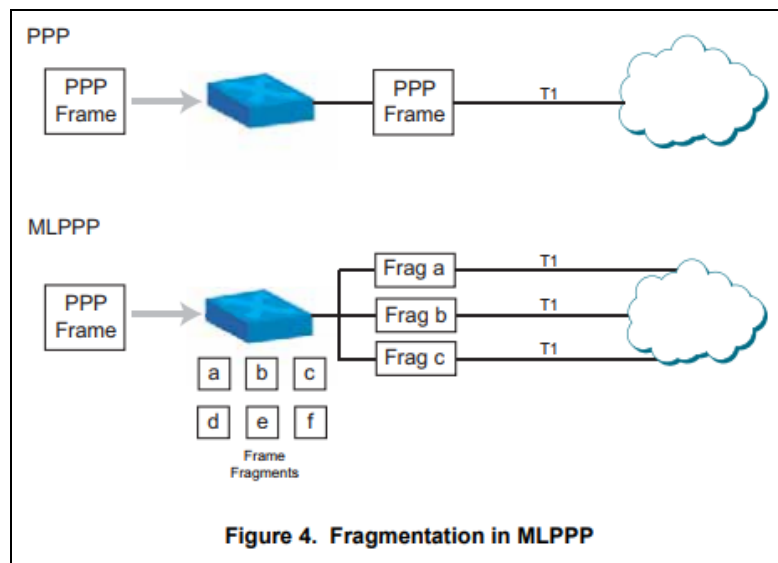 PPP
PPP
Frame
PPP
Frame
T1
MLPPP
PPP
Frame
Frag a
T1
Frag b
T1
Frag c
T1
a b c
d e f
Frame
Fragments
Figure 4. Fragmentation in MLPPP